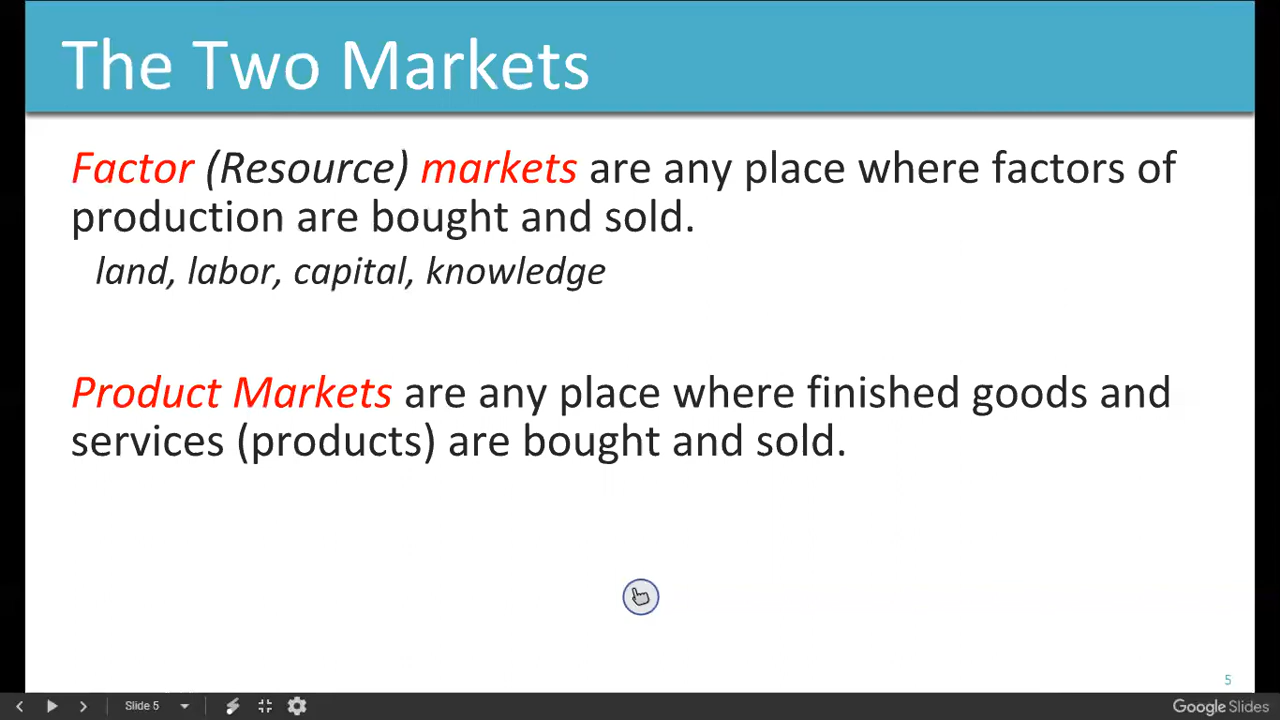 The Two Markets
Factor (Resource) markets are any place where factors of
production are bought and sold.
land, labor, capital, knowledge
Product Markets are any place where finished goods and
services (products) are bought and sold.
5
Slide 5
Google Slides